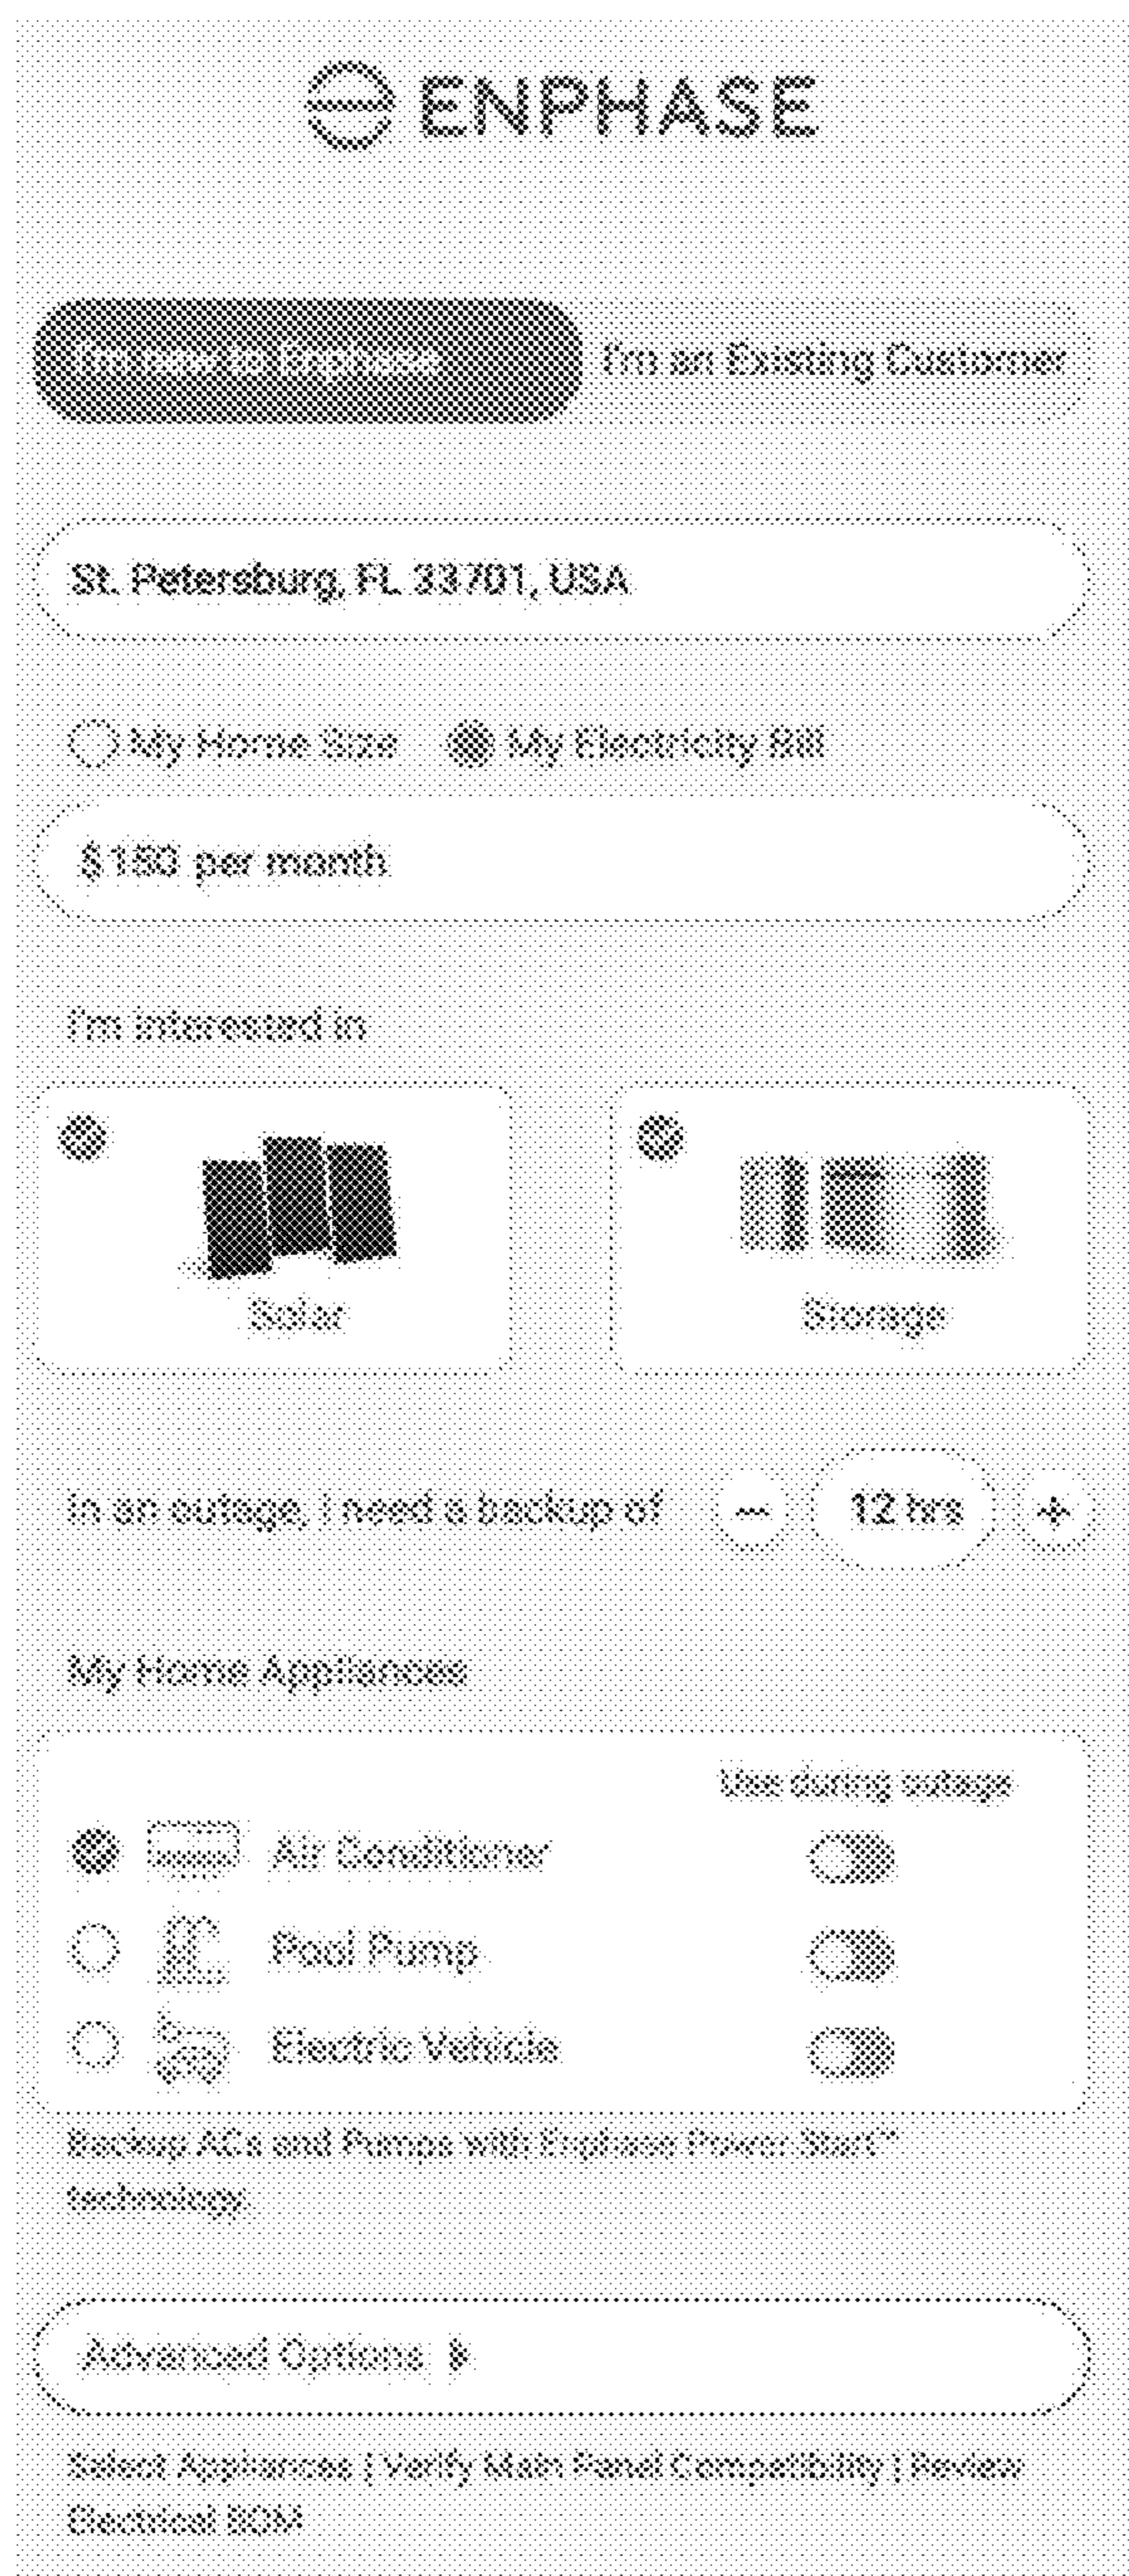 ENPHASE
I'm new to Enphase
I'm an Existing Customer
St. Petersburg, FL 33701, USA
My Home Size
My Electricity Bill
$150 per month
I'm interested in
Solar
Storage
In an outage, I need a backup of
−
12 hrs
+
My Home Appliances
Use during outage
Air Conditioner
Pool Pump
Electric Vehicle
Backup ACs and Pumps with Enphase Power Start
technology.
Advanced Options
Select Appliances | Verify Main Panel Compatibility | Review
Electrical BOM